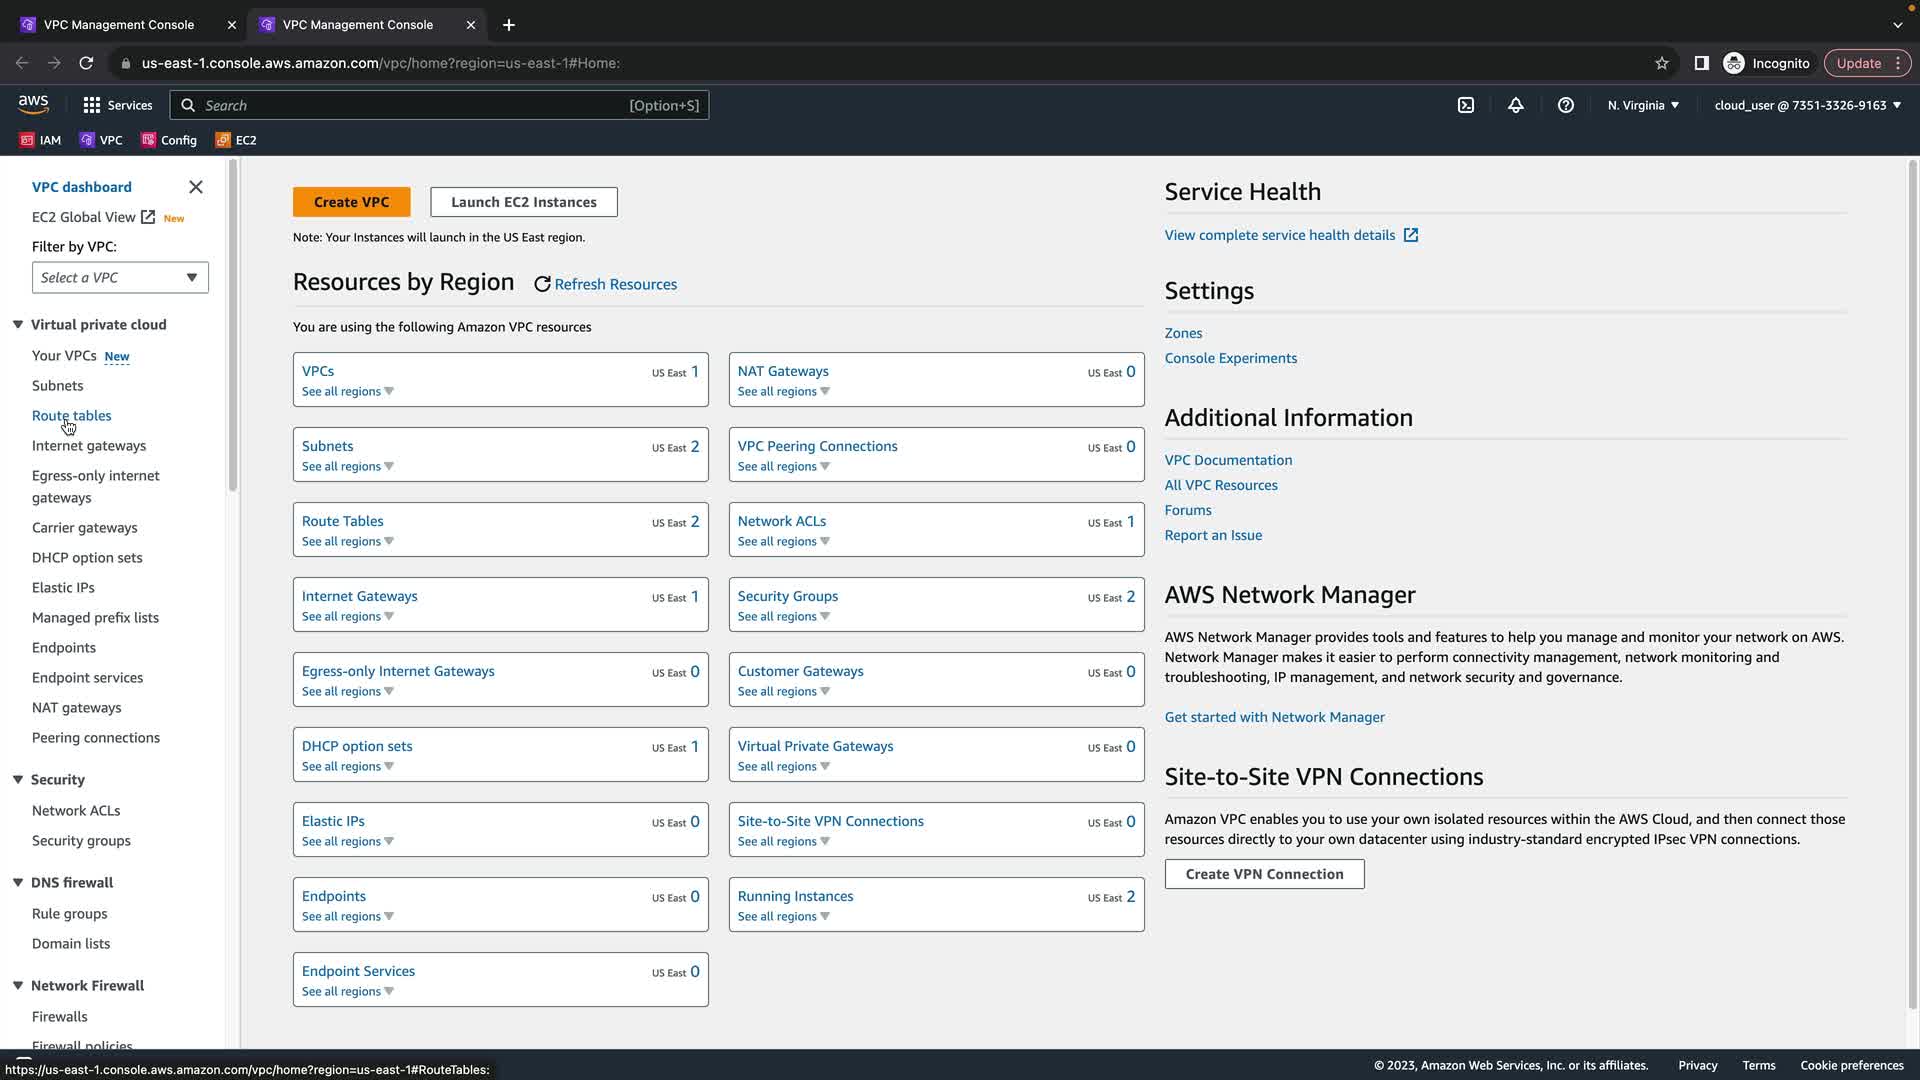 VPC Management Console
VPC Management Console
us-east-1.console.aws.amazon.com/vpc/home?region=us-east-1#Home:
Incognito
Update
aws
Services
Search
[Option+S]
N. Virginia
cloud_user @ 7351-3326-9163
IAM
VPC
Config
EC2
VPC dashboard
EC2 Global View New
Filter by VPC:
Select a VPC
Virtual private cloud
Your VPCs New
Subnets
Route tables
Internet gateways
Egress-only internet
gateways
Carrier gateways
DHCP option sets
Elastic IPs
Managed prefix lists
Endpoints
Endpoint services
NAT gateways
Peering connections
Security
Network ACLs
Security groups
DNS firewall
Rule groups
Domain lists
Network Firewall
Firewalls
Firewall policies
Create VPC
Launch EC2 Instances
Note: Your Instances will launch in the US East region.
Resources by Region
Refresh Resources
You are using the following Amazon VPC resources
VPCs US East 1
See all regions
NAT Gateways US East 0
See all regions
Subnets US East 2
See all regions
VPC Peering Connections US East 0
See all regions
Route Tables US East 2
See all regions
Network ACLs US East 1
See all regions
Internet Gateways US East 1
See all regions
Security Groups US East 2
See all regions
Egress-only Internet Gateways US East 0
See all regions
Customer Gateways US East 0
See all regions
DHCP option sets US East 1
See all regions
Virtual Private Gateways US East 0
See all regions
Elastic IPs US East 0
See all regions
Site-to-Site VPN Connections US East 0
See all regions
Endpoints US East 0
See all regions
Running Instances US East 2
See all regions
Endpoint Services US East 0
See all regions
Service Health
View complete service health details
Settings
Zones
Console Experiments
Additional Information
VPC Documentation
All VPC Resources
Forums
Report an Issue
AWS Network Manager
AWS Network Manager provides tools and features to help you manage and monitor your network on AWS.
Network Manager makes it easier to perform connectivity management, network monitoring and
troubleshooting, IP management, and network security and governance.
Get started with Network Manager
Site-to-Site VPN Connections
Amazon VPC enables you to use your own isolated resources within the AWS Cloud, and then connect those
resources directly to your own datacenter using industry-standard encrypted IPsec VPN connections.
Create VPN Connection
https://us-east-1.console.aws.amazon.com/vpc/home?region=us-east-1#RouteTables:
© 2023, Amazon Web Services, Inc. or its affiliates.
Privacy
Terms
Cookie preferences